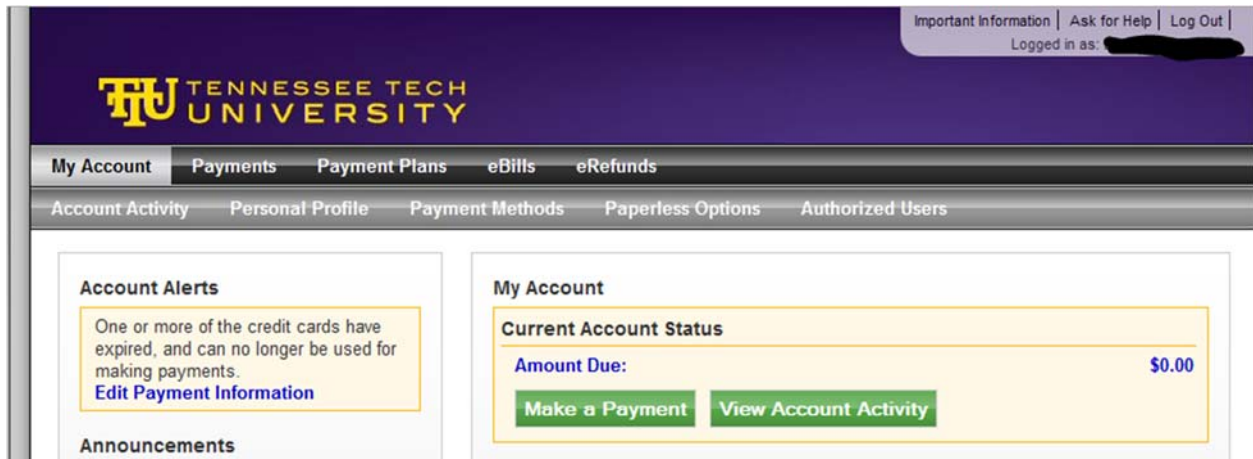 Important Information | Ask for Help | Log Out |
Logged in as:
TTU TENNESSEE TECH
UNIVERSITY
My Account Payments Payment Plans eBills eRefunds
Account Activity Personal Profile Payment Methods Paperless Options Authorized Users
Account Alerts
One or more of the credit cards have
expired, and can no longer be used for
making payments.
Edit Payment Information
Announcements
My Account
Current Account Status
Amount Due: $0.00
Make a Payment View Account Activity